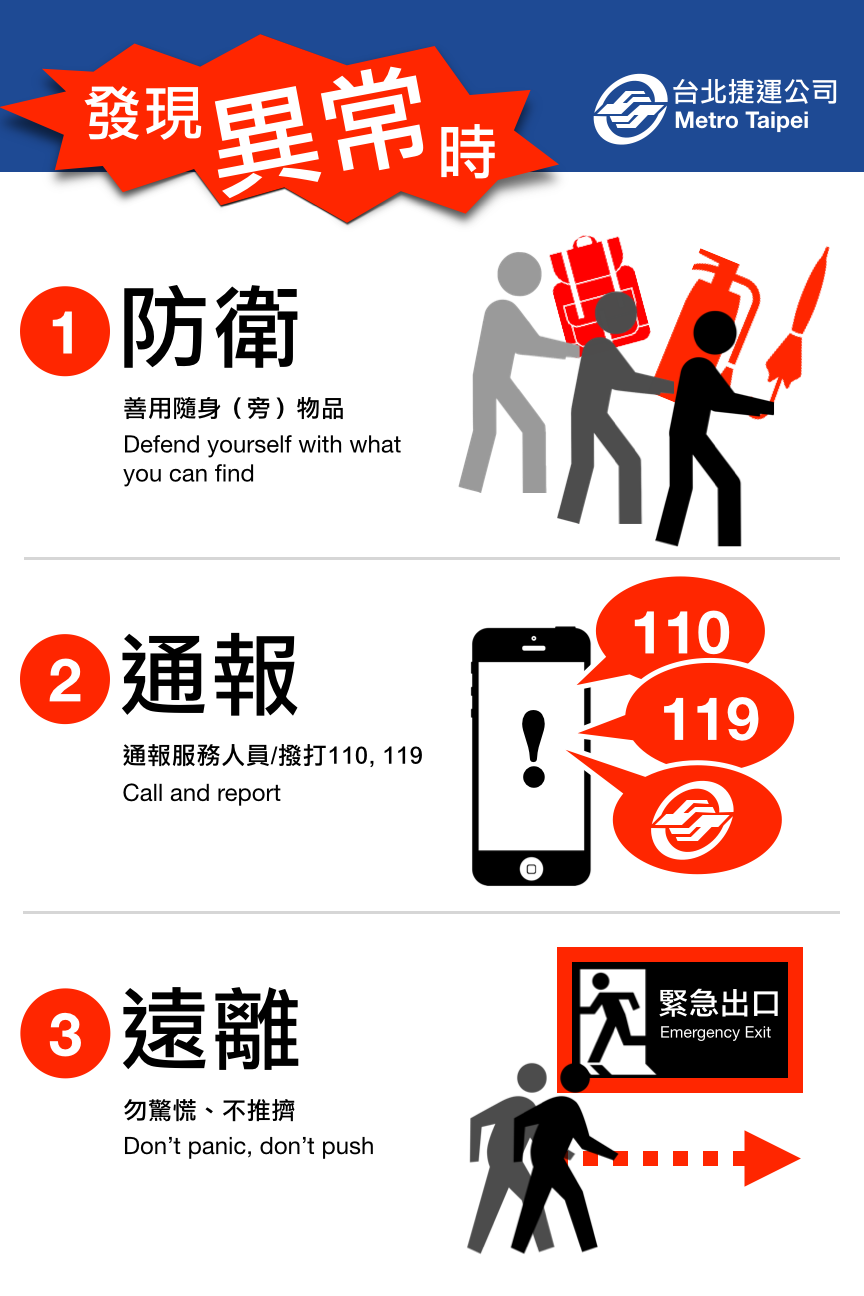 發現異常時
台北捷運公司
Metro Taipei
1
防衛
善用隨身（旁）物品
Defend yourself with what
you can find
2
通報
通報服務人員/撥打110, 119
Call and report
110
119
3
遠離
勿驚慌、不推擠
Don't panic, don't push
緊急出口
Emergency Exit